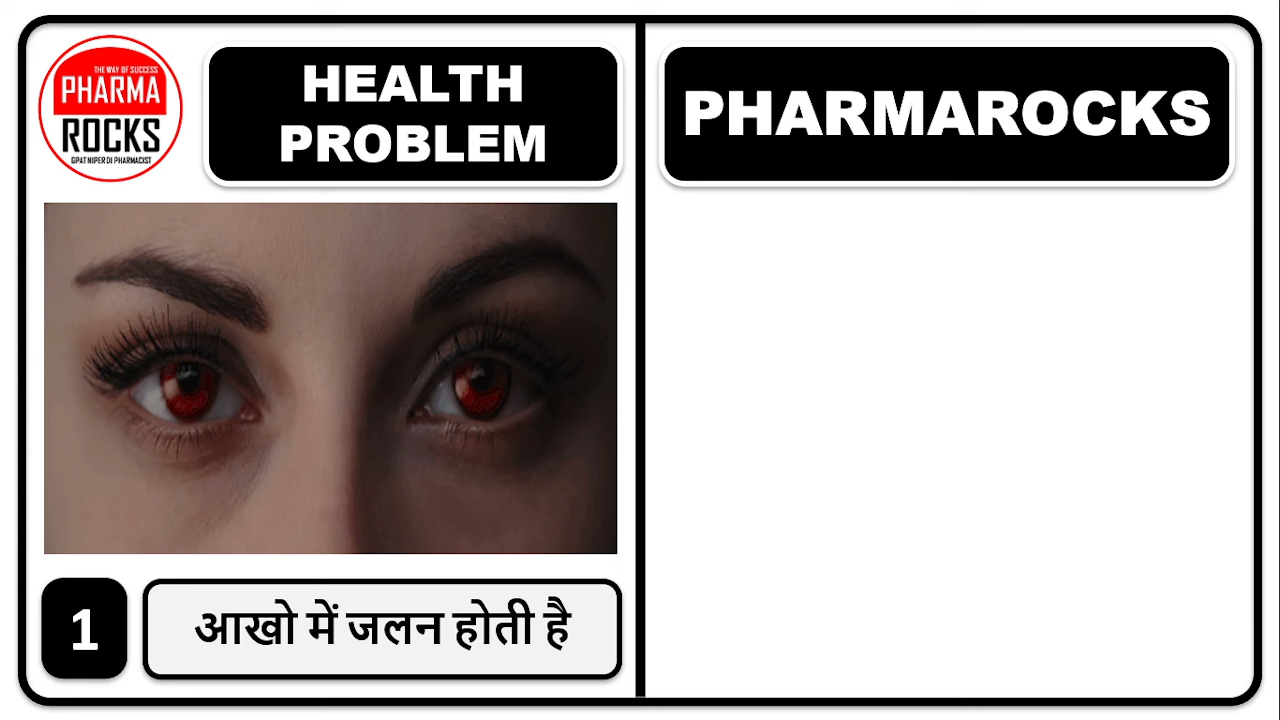 THE WAY OF SUCCESS
PHARMA
ROCKS
GPAT NIPER DI PHARMACIST
HEALTH
PROBLEM
PHARMAROCKS
1
आखो में जलन होती है